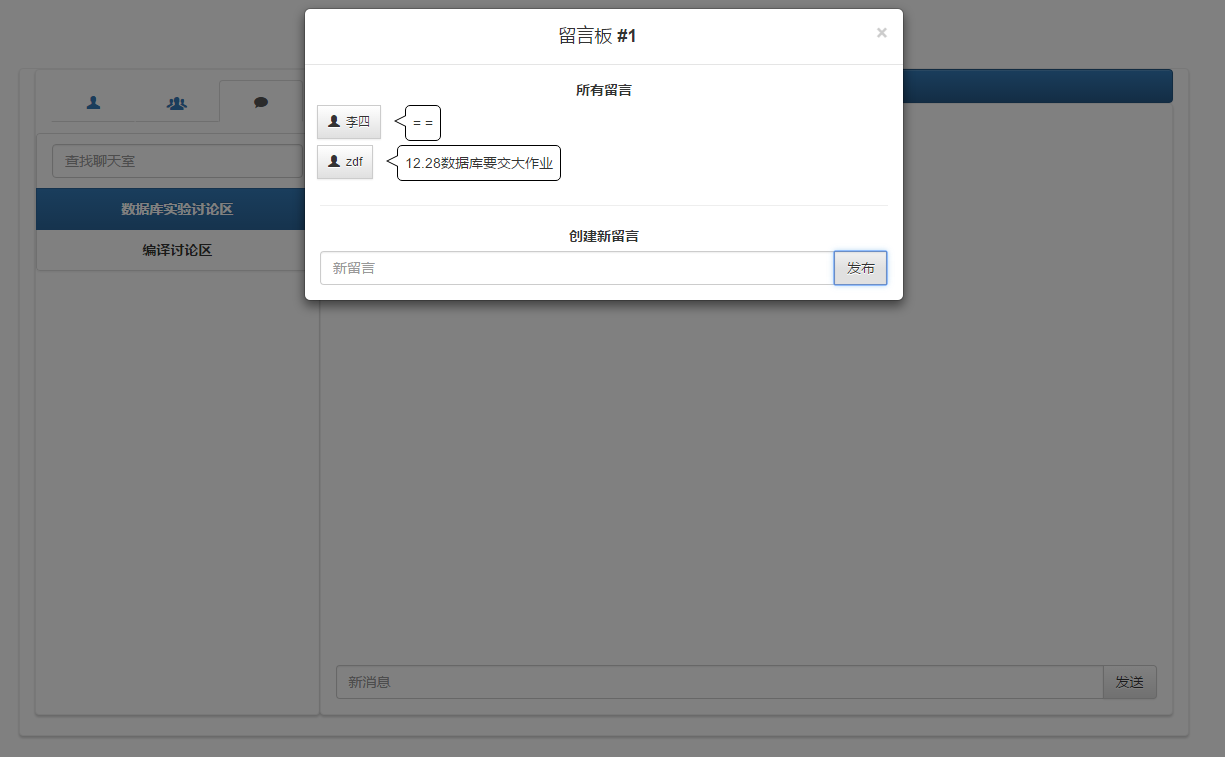 留言板 #1
×
所有留言
李四
= =
zdf
12.28数据库要交大作业
创建新留言
新留言
发布
查找聊天室
数据库实验讨论区
编译讨论区
新消息
发送